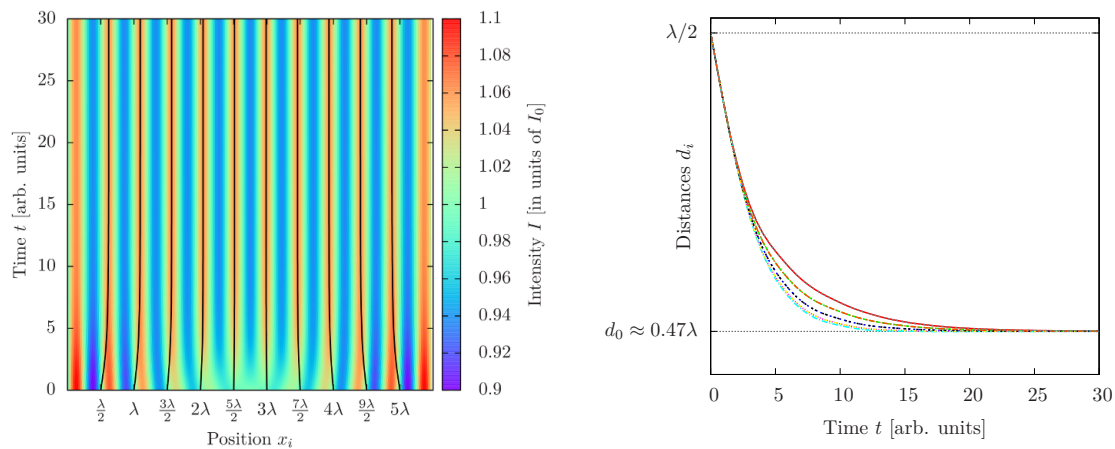 30
25
20
15
10
5
0
Time t [arb. units]
λ/2 λ 3λ/2 2λ 5λ/2 3λ 7λ/2 4λ 9λ/2 5λ
Position x_i
1.1
1.08
1.06
1.04
1.02
1
0.98
0.96
0.94
0.92
0.9
Intensity I [in units of I_0]
λ/2
Distances d_i
d_0 ≈ 0.47λ
0 5 10 15 20 25 30
Time t [arb. units]